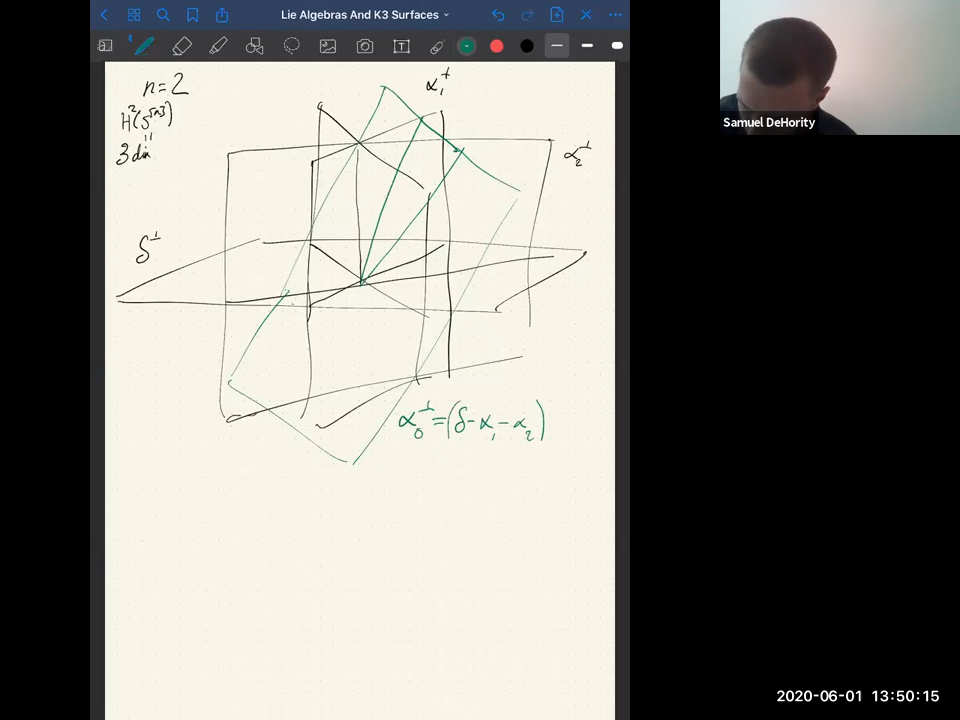 Lie Algebras And K3 Surfaces
n=2
α₁^⊥
3 dim
α₂^⊥
δ^⊥
α₀^⊥=(δ-α₁-α₂)
Samuel DeHority
2020-06-01 13:50:15